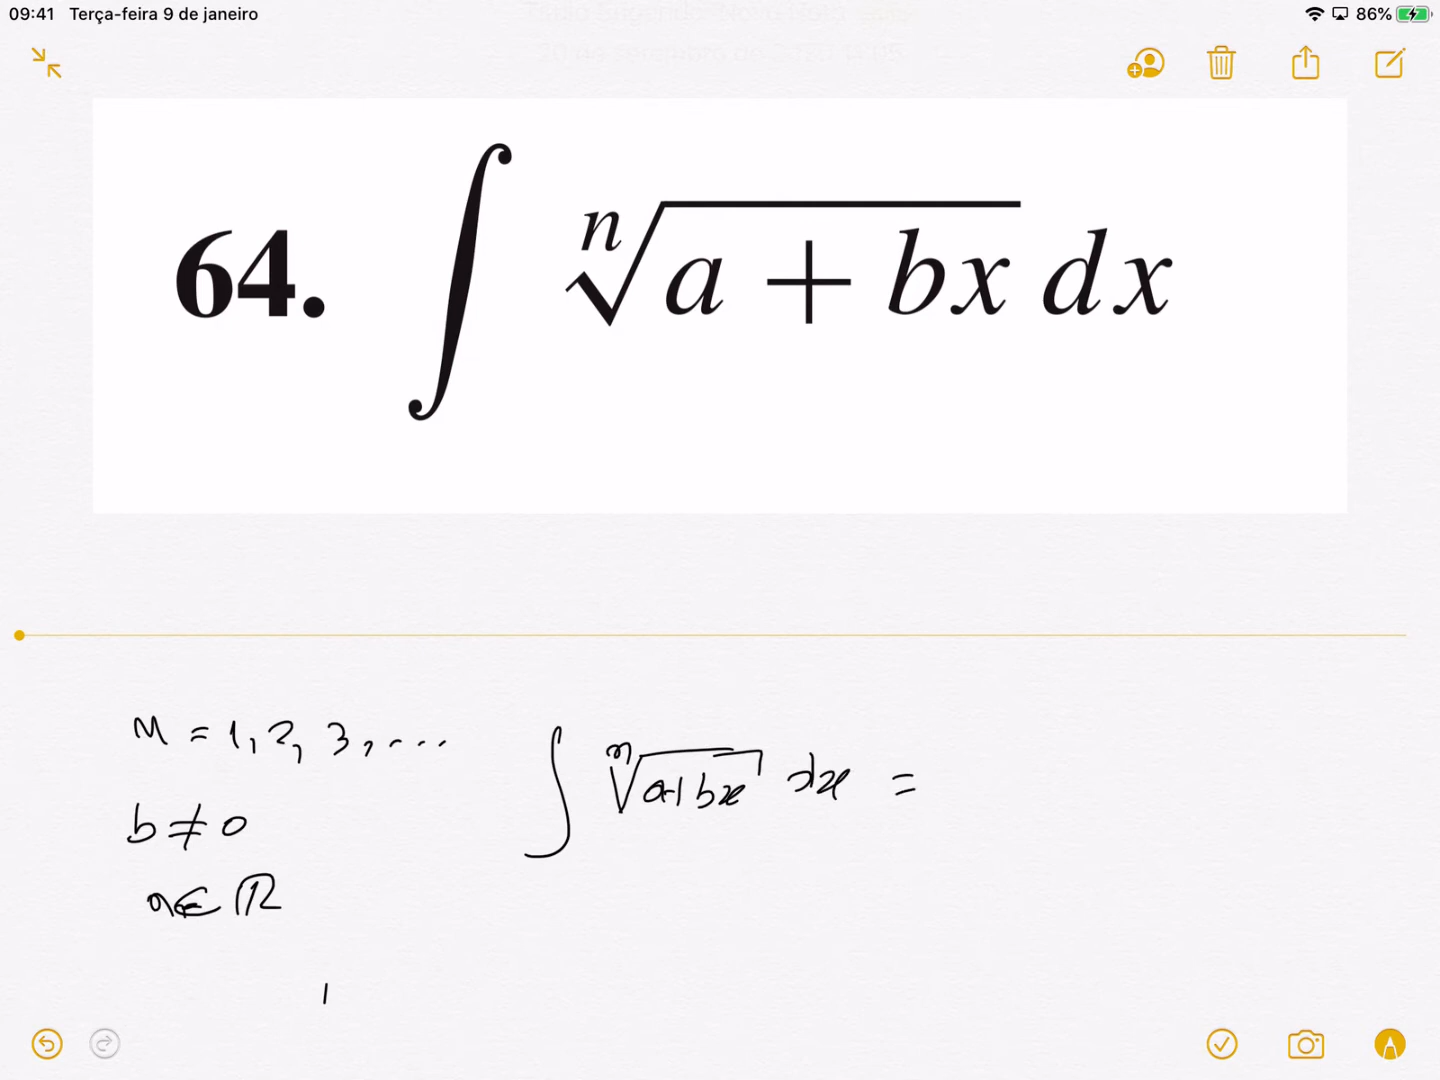 09:41 Terça-feira 9 de janeiro
86%
64. ∫ ⁿ√(a + bx) dx
n = 1, 2, 3, ...
∫ ⁿ√(a+bx) dx =
b ≠ 0
a ∈ ℝ